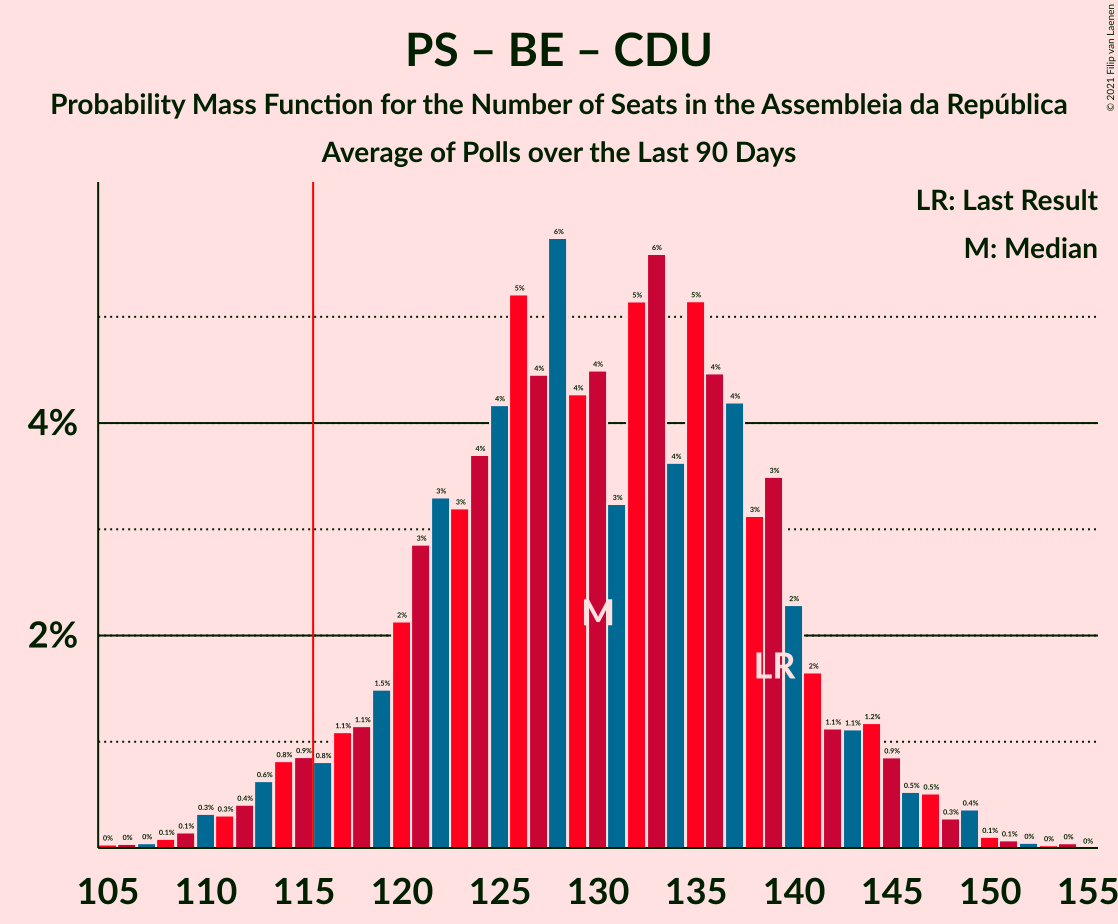 PS – BE – CDU
Probability Mass Function for the Number of Seats in the Assembleia da República
Average of Polls over the Last 90 Days
© 2021 Filip van Laenen
LR: Last Result
M: Median
4%
2%
0% 0% 0% 0.1% 0.1% 0.3% 0.3% 0.4% 0.6% 0.8% 0.9% 0.8% 1.1% 1.1% 1.5% 2% 3% 3% 3% 4% 4% 5% 4% 6% 4% 4% 3% 5% 6% 4% 5% 4% 4% 3% 3% 2% 2% 1.1% 1.1% 1.2% 0.9% 0.5% 0.5% 0.3% 0.4% 0.1% 0.1% 0% 0% 0% 0%
M
LR
105 110 115 120 125 130 135 140 145 150 155